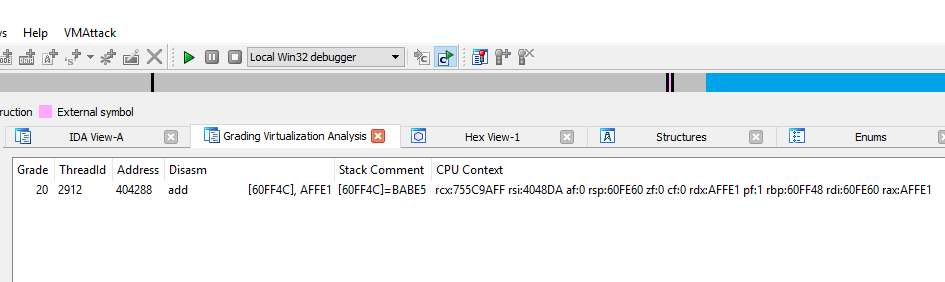 Help VMAttack
Local Win32 debugger
External symbol
IDA View-A Grading Virtualization Analysis Hex View-1 Structures Enums
Grade ThreadId Address Disasm Stack Comment CPU Context
20 2912 404288 add [60FF4C], AFFE1 [60FF4C]=BABE5 rcx:755C9AFF rsi:4048DA af:0 rsp:60FE60 zf:0 cf:0 rdx:AFFE1 pf:1 rbp:60FF48 rdi:60FE60 rax:AFFE1